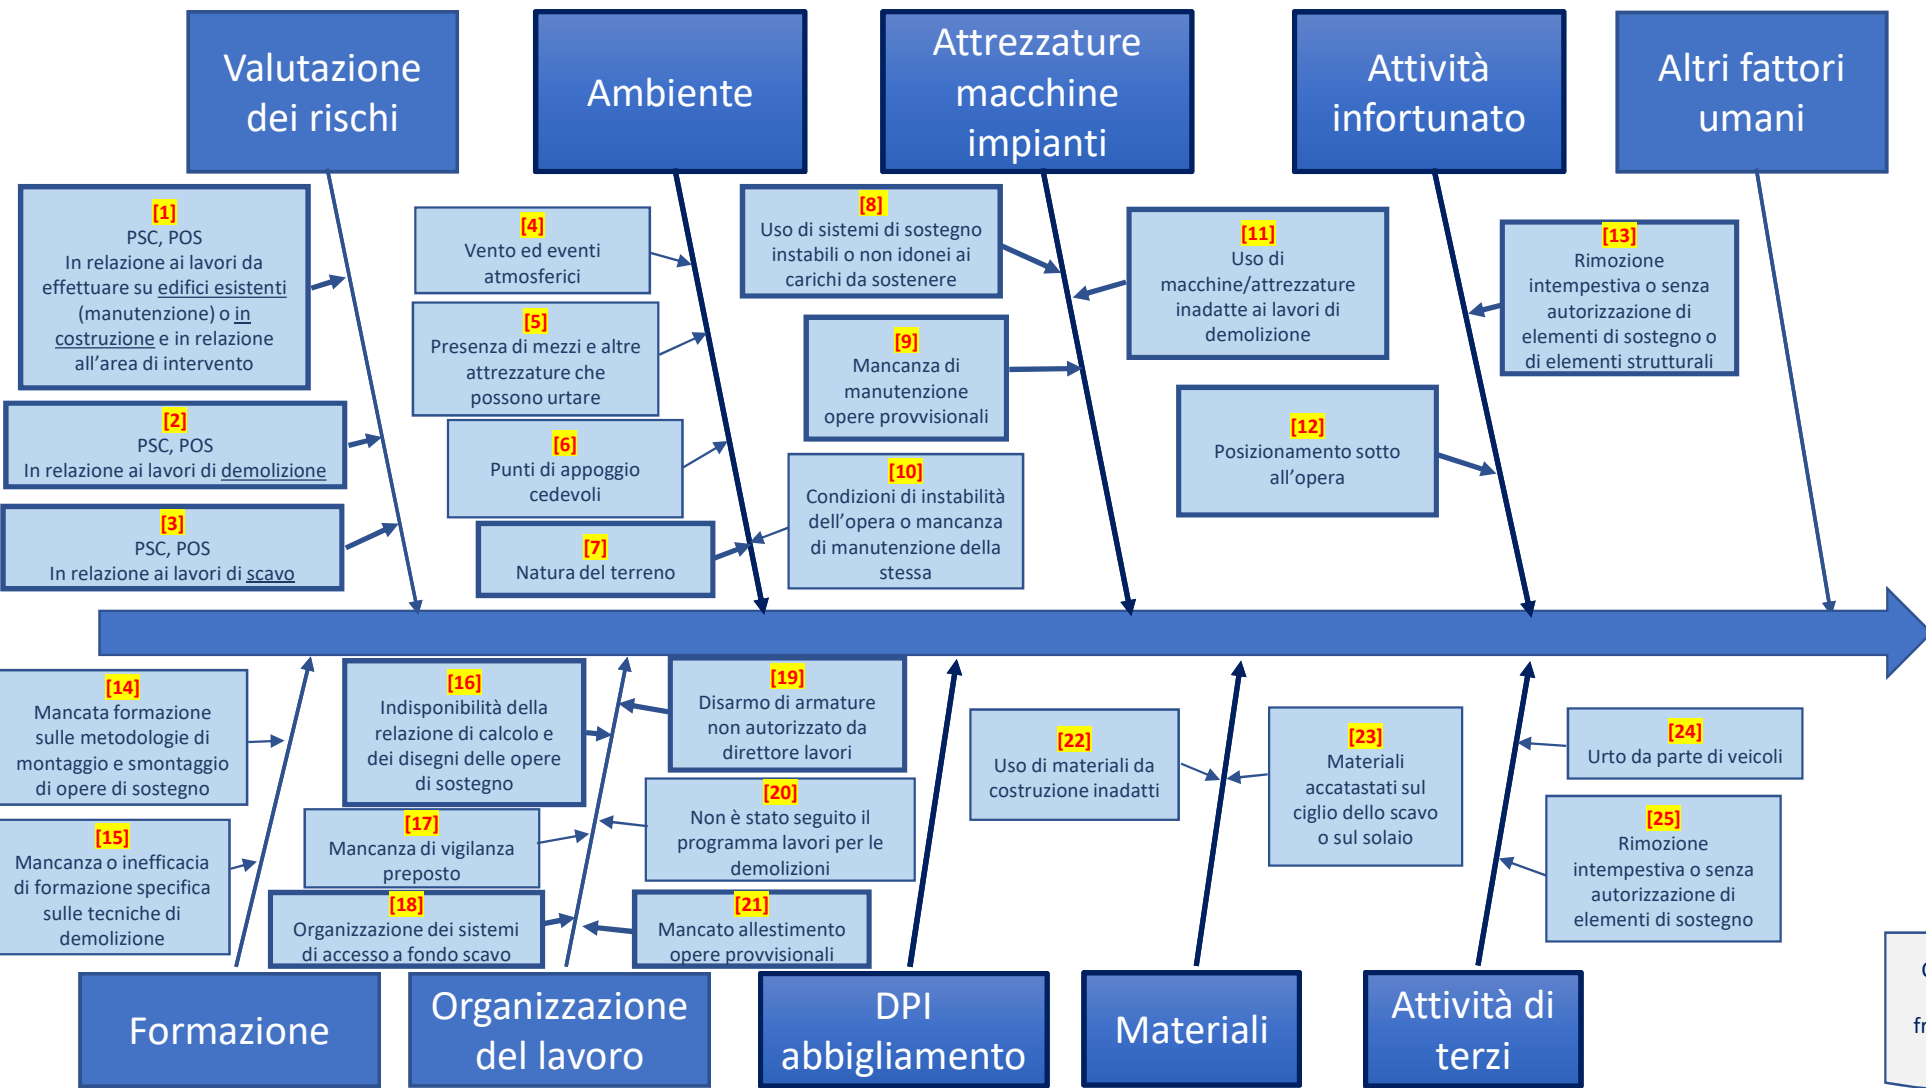 Valutazione
dei rischi
Ambiente
Attrezzature
macchine
impianti
Attività
infortunato
Altri fattori
umani
[1]
PSC, POS
In relazione ai lavori da
effettuare su edifici esistenti
(manutenzione) o in
costruzione e in relazione
all'area di intervento
[2]
PSC, POS
In relazione ai lavori di demolizione
[3]
PSC, POS
In relazione ai lavori di scavo
[4]
Vento ed eventi
atmosferici
[5]
Presenza di mezzi e altre
attrezzature che
possono urtare
[6]
Punti di appoggio
cedevoli
[7]
Natura del terreno
[8]
Uso di sistemi di sostegno
instabili o non idonei ai
carichi da sostenere
[9]
Mancanza di
manutenzione
opere provvisionali
[10]
Condizioni di instabilità
dell'opera o mancanza
di manutenzione della
stessa
[11]
Uso di
macchine/attrezzature
inadatte ai lavori di
demolizione
[12]
Posizionamento sotto
all'opera
[13]
Rimozione
intempestiva o senza
autorizzazione di
elementi di sostegno o
di elementi strutturali
[14]
Mancata formazione
sulle metodologie di
montaggio e smontaggio
di opere di sostegno
[15]
Mancanza o inefficacia
di formazione specifica
sulle tecniche di
demolizione
[16]
Indisponibilità della
relazione di calcolo e
dei disegni delle opere
di sostegno
[17]
Mancanza di vigilanza
preposto
[18]
Organizzazione dei sistemi
di accesso a fondo scavo
[19]
Disarmo di armature
non autorizzato da
direttore lavori
[20]
Non è stato seguito il
programma lavori per le
demolizioni
[21]
Mancato allestimento
opere provvisionali
[22]
Uso di materiali da
costruzione inadatti
[23]
Materiali
accatastati sul
ciglio dello scavo
o sul solaio
[24]
Urto da parte di veicoli
[25]
Rimozione
intempestiva o senza
autorizzazione di
elementi di sostegno
Formazione
Organizzazione
del lavoro
DPI
abbigliamento
Materiali
Attività di
terzi